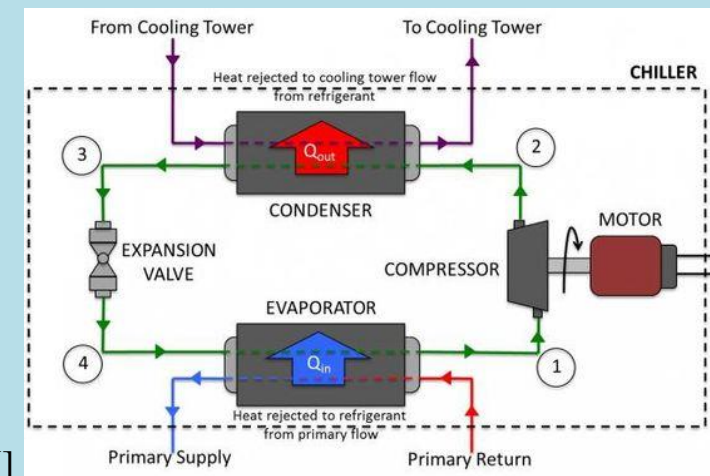 From Cooling Tower
To Cooling Tower
CHILLER
Heat rejected to cooling tower flow
from refrigerant
3
Qout
2
CONDENSER
MOTOR
EXPANSION
VALVE
COMPRESSOR
EVAPORATOR
4
Qin
1
Heat rejected to refrigerant
from primary flow
Primary Supply
Primary Return